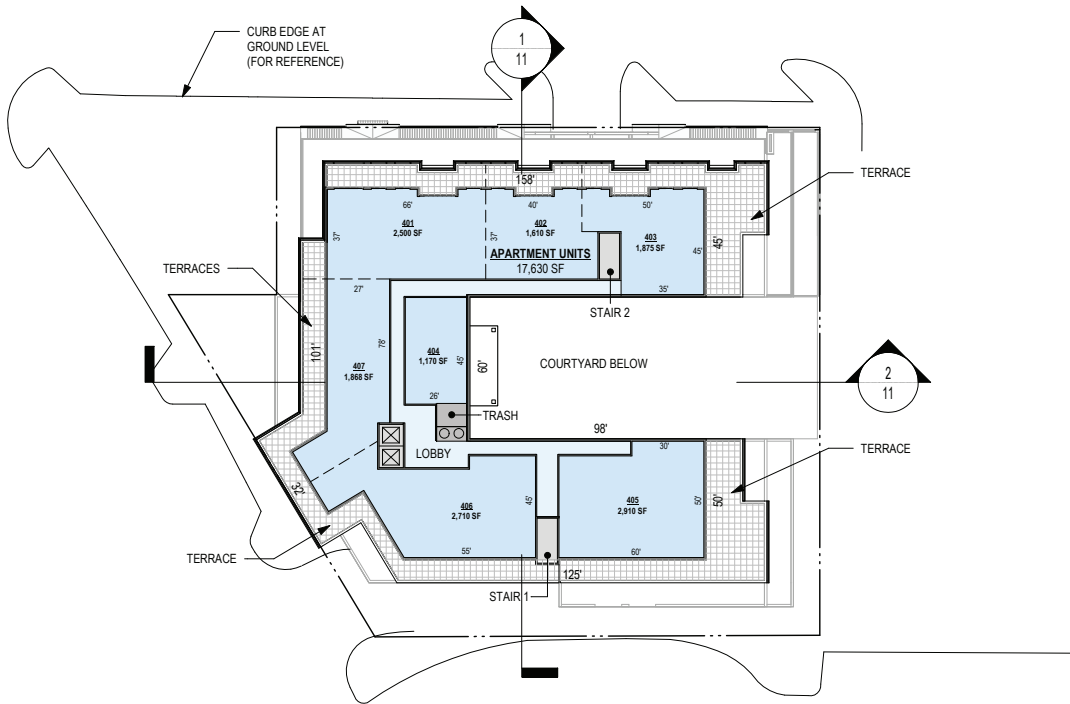 CURB EDGE AT
GROUND LEVEL
(FOR REFERENCE)
1
11
TERRACE
158'
66'
40'
50'
401
2,500 SF
402
1,610 SF
403
1,875 SF
37'
37'
45'
45'
APARTMENT UNITS
17,630 SF
TERRACES
27'
35'
STAIR 2
101'
78'
404
1,170 SF
45'
60'
COURTYARD BELOW
407
1,868 SF
26'
2
11
TRASH
98'
LOBBY
30'
TERRACE
32'
406
2,710 SF
45'
405
2,910 SF
50'
50'
55'
60'
TERRACE
125'
STAIR 1